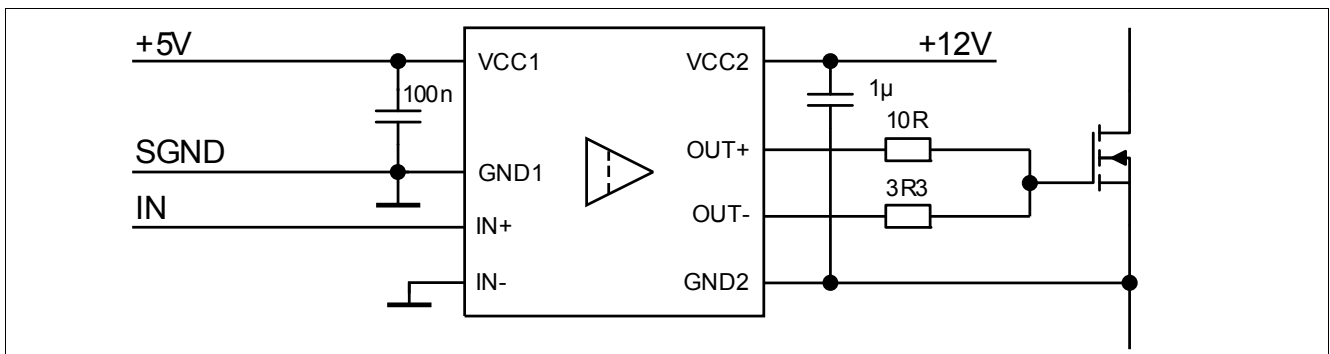 +5V
+12V
VCC1
VCC2
100n
1µ
10R
SGND
OUT+
GND1
3R3
IN
OUT-
IN+
IN-
GND2